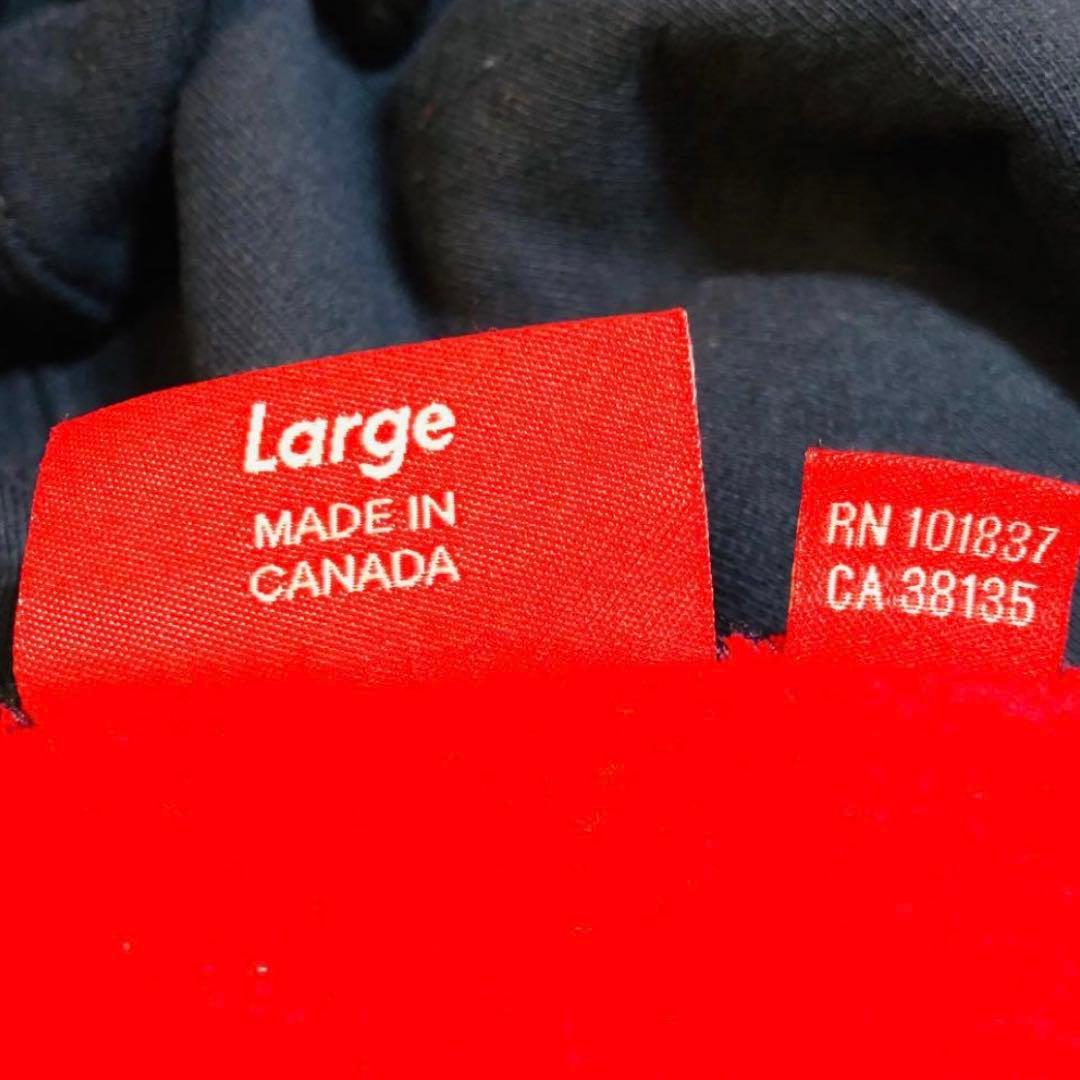 Large
MADE IN
CANADA
RN 101837
CA 38135